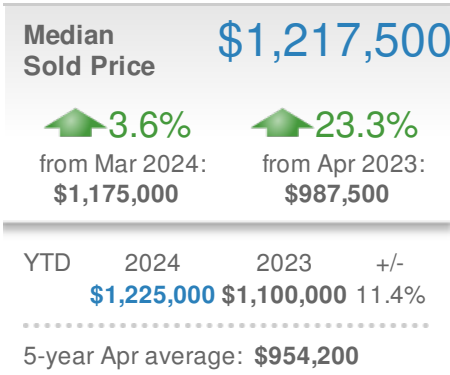 Median
Sold Price
$1,217,500
3.6%
from Mar 2024:
$1,175,000
23.3%
from Apr 2023:
$987,500
YTD 2024 2023 +/-
$1,225,000 $1,100,000 11.4%
5-year Apr average: $954,200